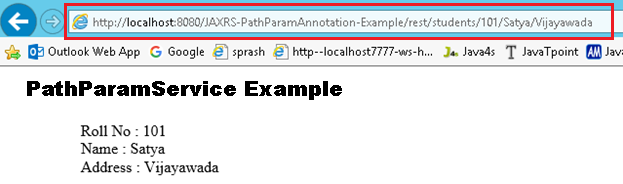 http://localhost:8080/JAXRS-PathParamAnnotation-Example/rest/students/101/Satya/Vijayawada
Outlook Web App Google sprash http--localhost7777-ws-h... Java4s JavaTpoint Java
PathParamService Example
Roll No : 101
Name : Satya
Address : Vijayawada